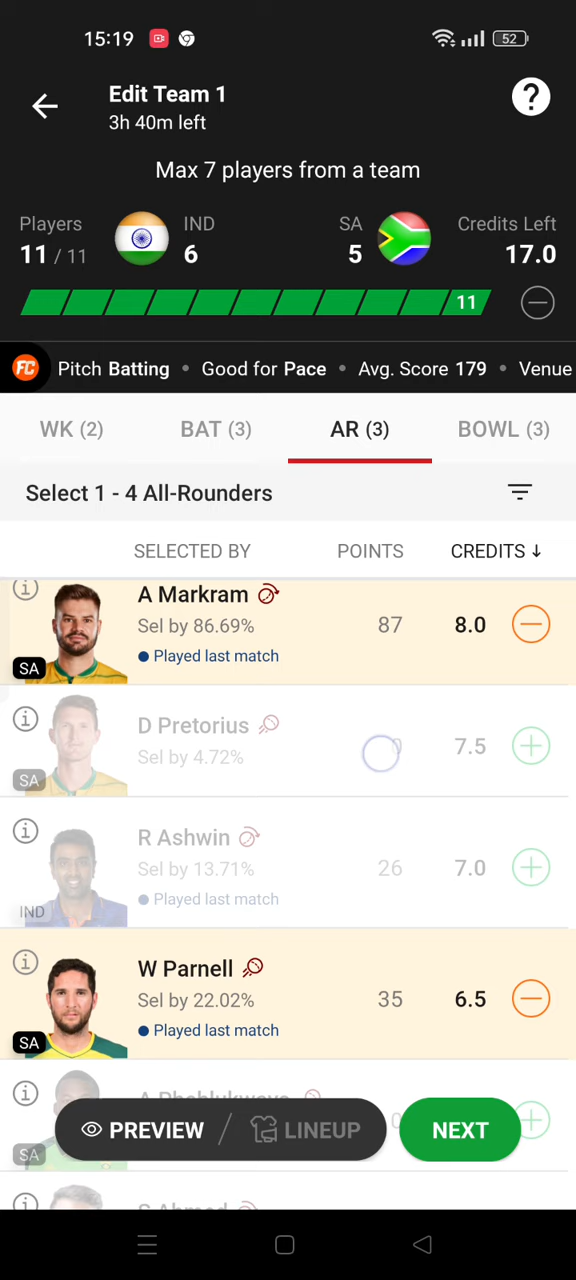 15:19
52
Edit Team 1
3h 40m left
?
Max 7 players from a team
Players
IND
SA
Credits Left
11 / 11
6
5
17.0
11
FC Pitch Batting • Good for Pace • Avg. Score 179 • Venue
WK (2) BAT (3) AR (3) BOWL (3)
Select 1 - 4 All-Rounders
SELECTED BY POINTS CREDITS ↓
A Markram
Sel by 86.69% 87 8.0
Played last match
SA
D Pretorius
Sel by 4.72% 0 7.5
SA
R Ashwin
Sel by 13.71% 26 7.0
Played last match
IND
W Parnell
Sel by 22.02% 35 6.5
Played last match
SA
PREVIEW / LINEUP NEXT
SA